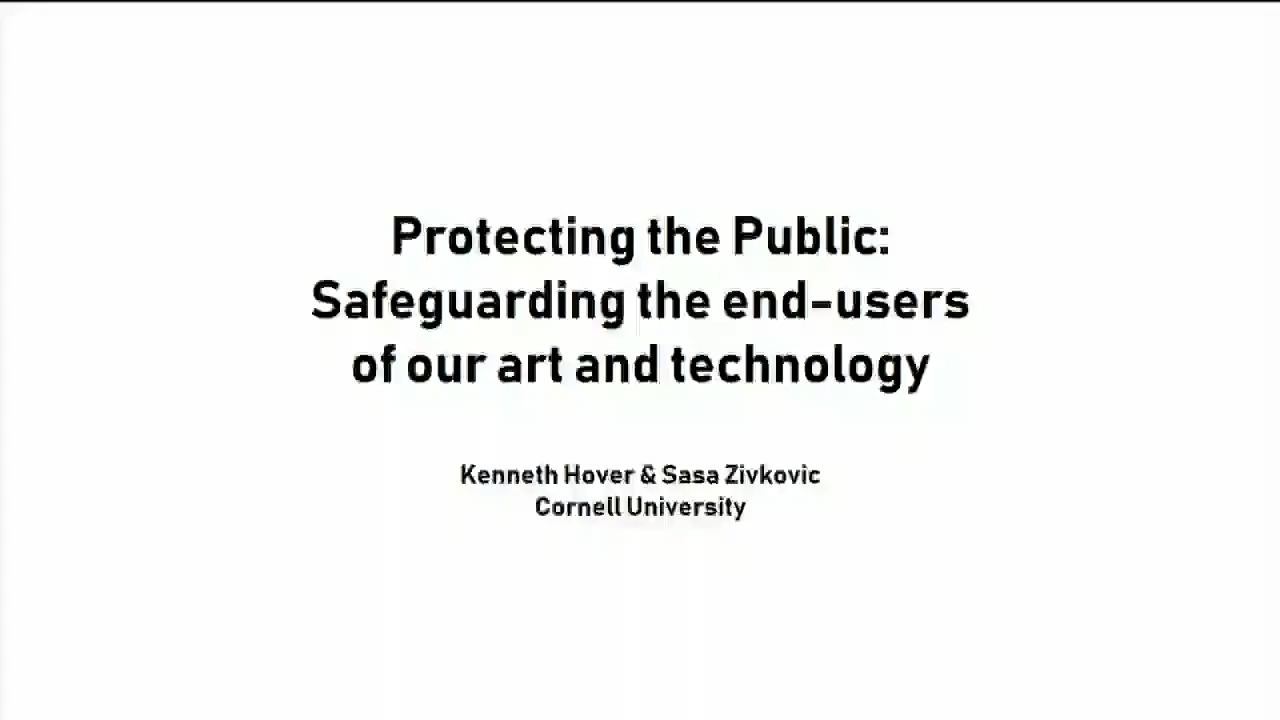 Protecting the Public:
Safeguarding the end-users
of our art and technology
Kenneth Hover & Sasa Zivkovic
Cornell University